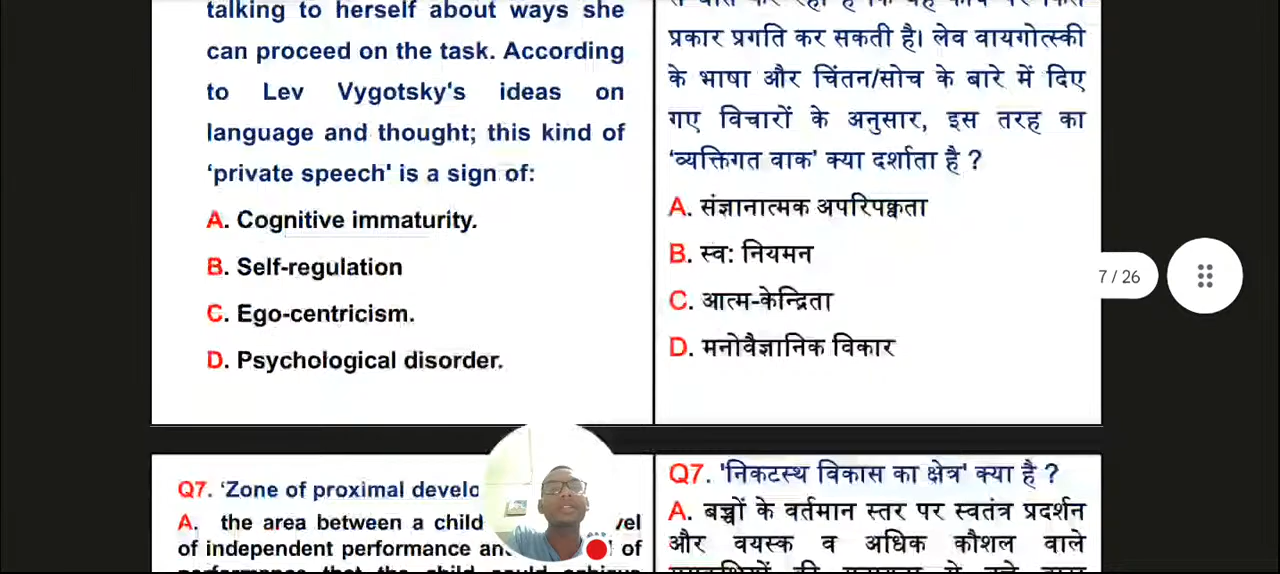 talking to herself about ways she
can proceed on the task. According
to Lev Vygotsky's ideas on
language and thought; this kind of
‘private speech' is a sign of:
A. Cognitive immaturity.
B. Self-regulation
C. Ego-centricism.
D. Psychological disorder.
प्रकार प्रगति कर सकती है। लेव वायगोत्स्की
के भाषा और चिंतन/सोच के बारे में दिए
गए विचारों के अनुसार, इस तरह का
‘व्यक्तिगत वाक’ क्या दर्शाता है ?
A. संज्ञानात्मक अपरिपक्वता
B. स्व: नियमन
C. आत्म-केन्द्रिता
D. मनोवैज्ञानिक विकार
7 / 26
Q7. ‘Zone of proximal
A. the area between a child
of independent performance of
Q7. 'निकटस्थ विकास का क्षेत्र' क्या है ?
A. बच्चों के वर्तमान स्तर पर स्वतंत्र प्रदर्शन
और वयस्क व अधिक कौशल वाले